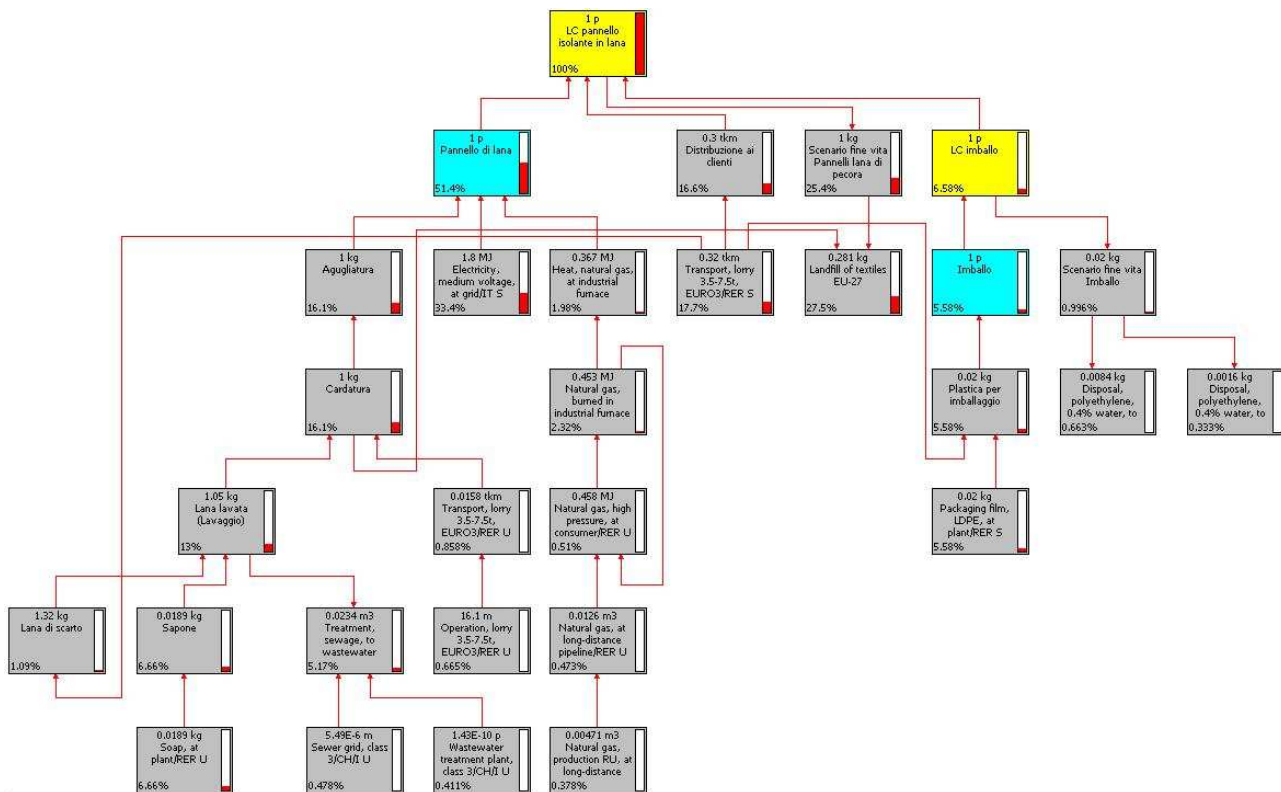 1 p
LC pannello
isolante in lana
100%
1 p
Pannello di lana
51.4%
0.3 tkm
Distribuzione ai
clienti
16.6%
1 kg
Scenario fine vita
Pannelli lana di
pecora
25.4%
1 p
LC imballo
6.58%
1 kg
Agugliatura
16.1%
1.8 MJ
Electricity,
medium voltage,
at grid/IT S
33.4%
0.367 MJ
Heat, natural gas,
at industrial
furnace
1.98%
0.32 tkm
Transport, lorry
3.5-7.5t,
EURO3/RER S
17.7%
0.281 kg
Landfill of textiles
EU-27
27.5%
1 p
Imballo
5.58%
0.02 kg
Scenario fine vita
Imballo
0.996%
1 kg
Cardatura
16.1%
0.453 MJ
Natural gas,
burned in
industrial furnace
2.32%
0.02 kg
Plastica per
imballaggio
5.58%
0.0084 kg
Disposal,
polyethylene,
0.4% water, to
0.663%
0.0016 kg
Disposal,
polyethylene,
0.4% water, to
0.333%
1.05 kg
Lana lavata
(Lavaggio)
13%
0.0158 tkm
Transport, lorry
3.5-7.5t,
EURO3/RER U
0.858%
0.458 MJ
Natural gas, high
pressure, at
consumer/RER U
0.51%
0.02 kg
Packaging film,
LDPE, at
plant/RER S
5.58%
1.32 kg
Lana di scarto
1.09%
0.0189 kg
Sapone
6.66%
0.0234 m3
Treatment,
sewage, to
wastewater
5.17%
16.1 m
Operation, lorry
3.5-7.5t,
EURO3/RER U
0.665%
0.0126 m3
Natural gas, at
long-distance
pipeline/RER U
0.473%
0.0189 kg
Soap, at
plant/RER U
6.66%
5.49E-6 m
Sewer grid, class
3/CH/I U
0.478%
1.43E-10 p
Wastewater
treatment plant,
class 3/CH/I U
0.411%
0.00471 m3
Natural gas,
production RU, at
long-distance
0.378%